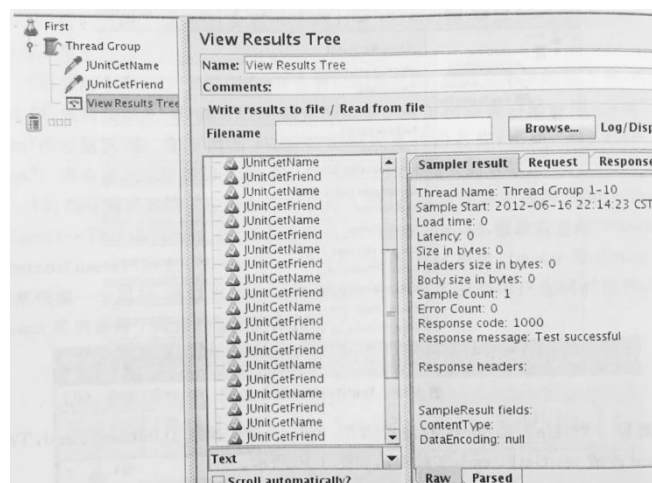 First
Thread Group
JUnitGetName
JUnitGetFriend
View Results Tree
View Results Tree
Name: View Results Tree
Comments:
Write results to file / Read from file
Filename
Browse...
Log/Disp
JUnitGetName
JUnitGetFriend
JUnitGetName
JUnitGetFriend
JUnitGetName
JUnitGetFriend
JUnitGetName
JUnitGetFriend
JUnitGetName
JUnitGetFriend
JUnitGetName
JUnitGetFriend
JUnitGetName
JUnitGetFriend
JUnitGetName
JUnitGetFriend
JUnitGetName
JUnitGetFriend
JUnitGetName
JUnitGetFriend
Text
Scroll automatically?
Sampler result
Request
Response
Thread Name: Thread Group 1-10
Sample Start: 2012-06-16 22:14:23 CST
Load time: 0
Latency: 0
Size in bytes: 0
Headers size in bytes: 0
Body size in bytes: 0
Sample Count: 1
Error Count: 0
Response code: 1000
Response message: Test successful
Response headers:
SampleResult fields:
ContentType:
DataEncoding: null
Raw
Parsed